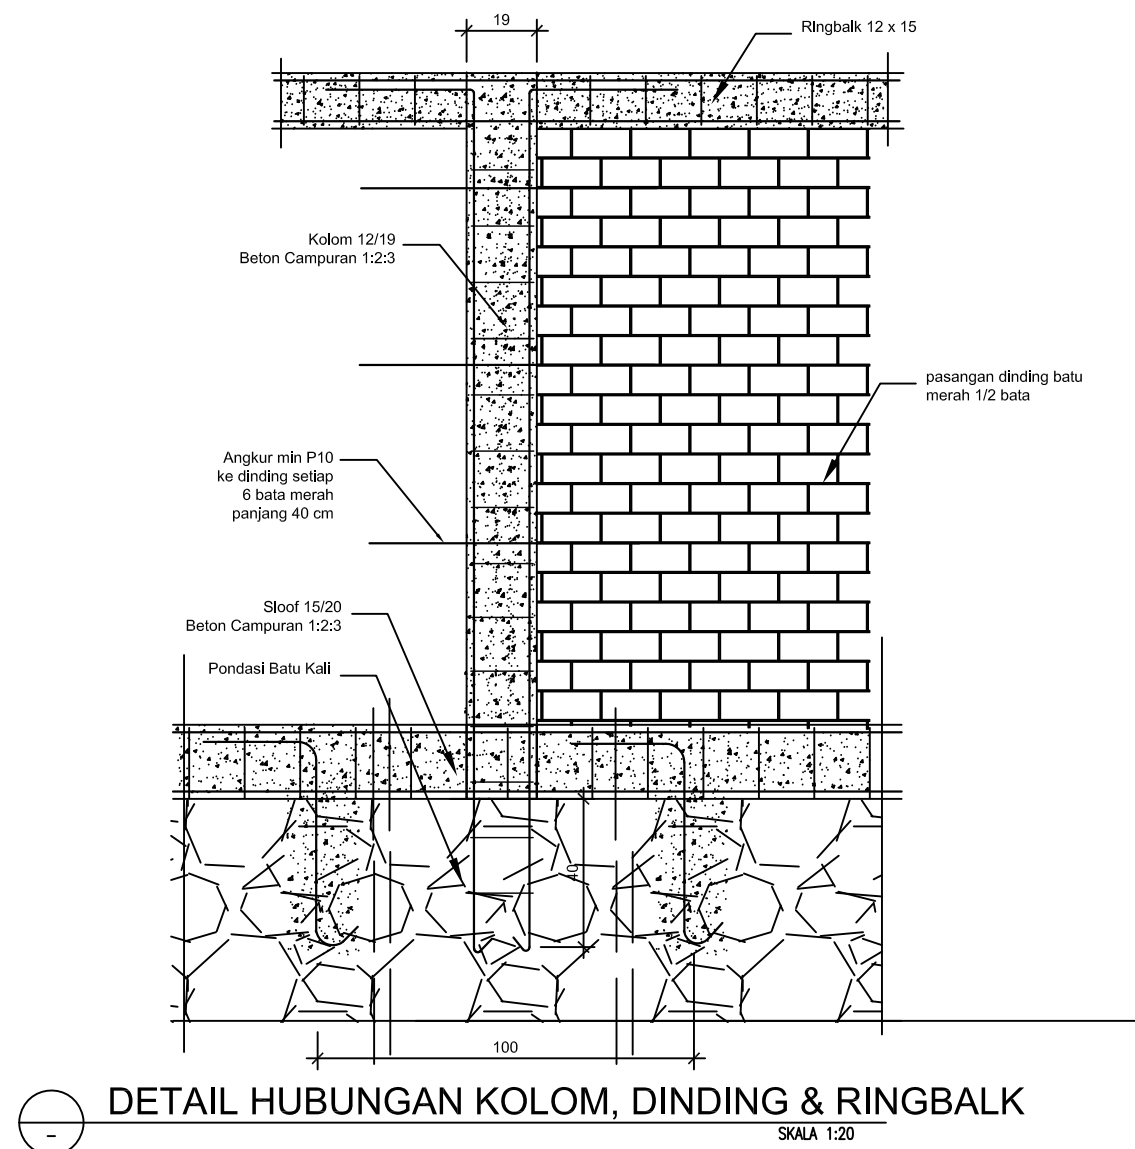 19
RIngbalk 12 x 15
Kolom 12/19
Beton Campuran 1:2:3
pasangan dinding batu
merah 1/2 bata
Angkur min P10
ke dinding setiap
6 bata merah
panjang 40 cm
Sloof 15/20
Beton Campuran 1:2:3
Pondasi Batu Kali
40
100
DETAIL HUBUNGAN KOLOM, DINDING & RINGBALK
-
SKALA 1:20